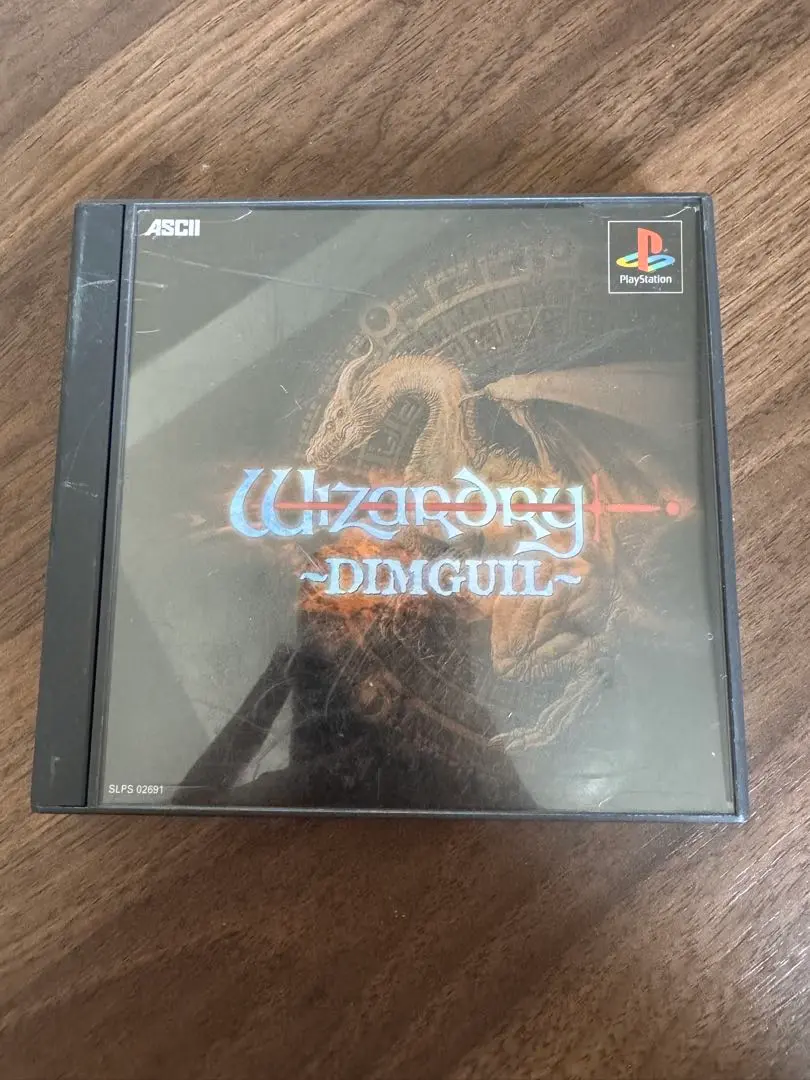 ASCII
PlayStation
Wizardry
~DIMGUIL~
SLPS 02691